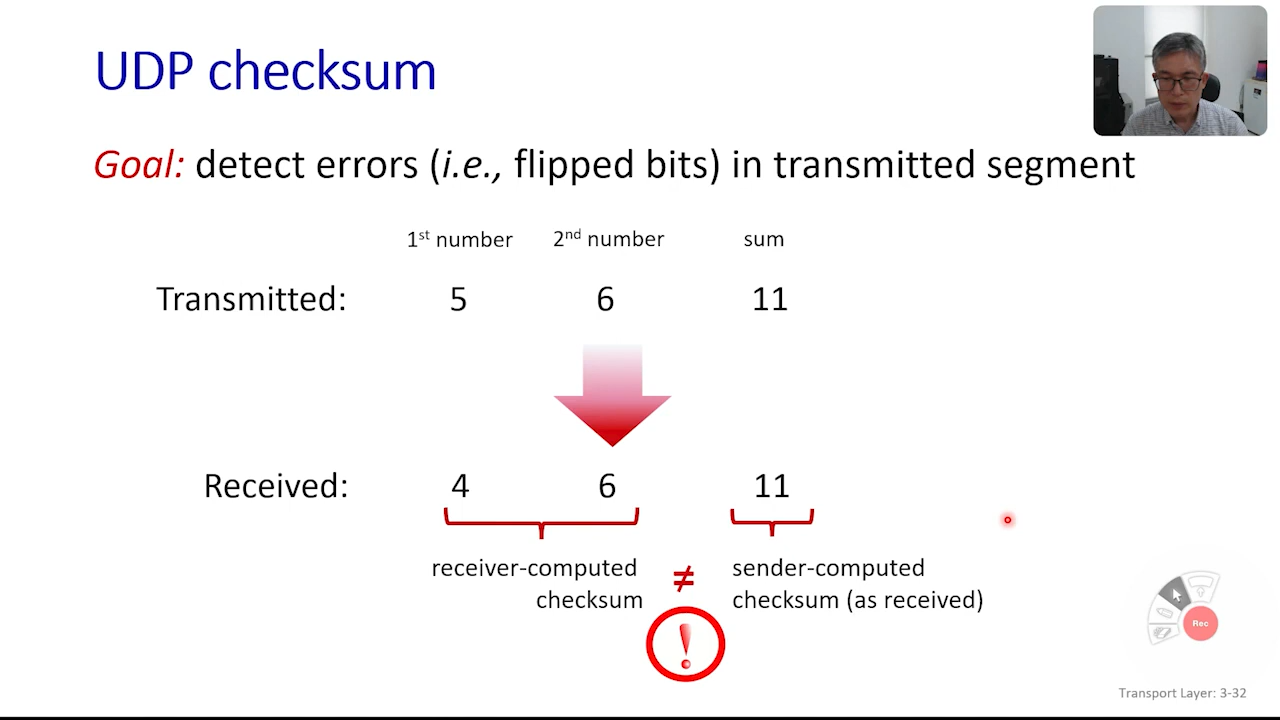 UDP checksum
Goal: detect errors (i.e., flipped bits) in transmitted segment
1st number 2nd number sum
Transmitted: 5 6 11
Received: 4 6 11
receiver-computed checksum
≠
sender-computed checksum (as received)
!
Rec
Transport Layer: 3-32